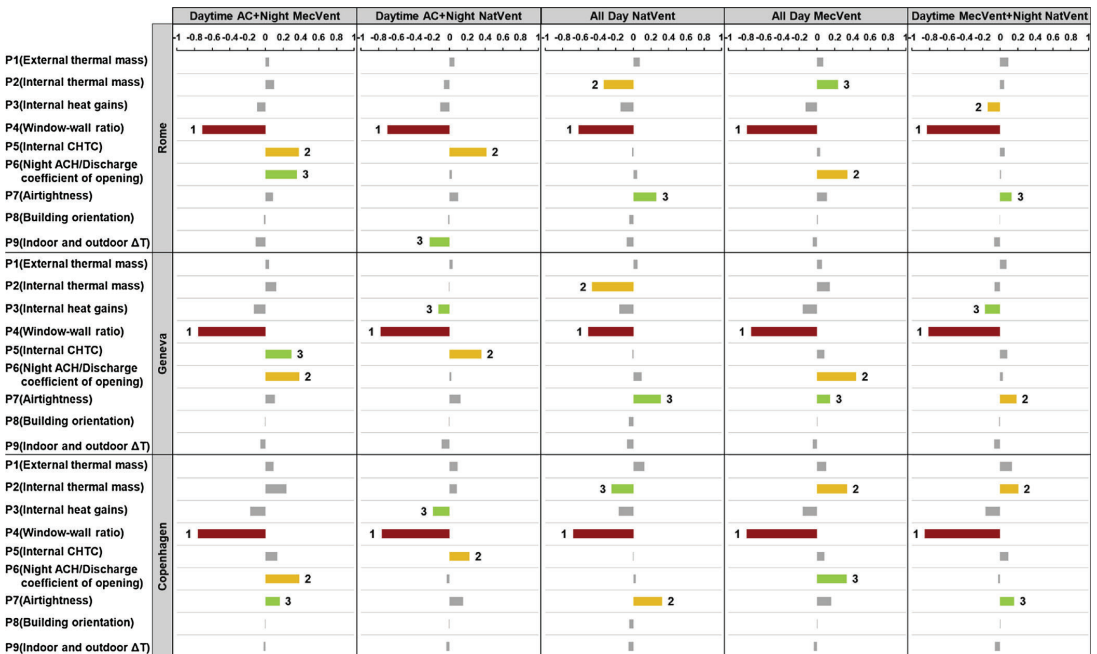 Daytime AC+Night MecVent Daytime AC+Night NatVent All Day NatVent All Day MecVent Daytime MecVent+Night NatVent
-1 -0.8 -0.6 -0.4 -0.2 0 0.2 0.4 0.6 0.8 1 -1 -0.8 -0.6 -0.4 -0.2 0 0.2 0.4 0.6 0.8 1 -1 -0.8 -0.6 -0.4 -0.2 0 0.2 0.4 0.6 0.8 1 -1 -0.8 -0.6 -0.4 -0.2 0 0.2 0.4 0.6 0.8 1 -1 -0.8 -0.6 -0.4 -0.2 0 0.2 0.4 0.6 0.8 1
Rome
P1(External thermal mass)
P2(Internal thermal mass) 2 3
P3(Internal heat gains) 2
P4(Window-wall ratio) 1 1 1 1 1
P5(Internal CHTC) 2 2
P6(Night ACH/Discharge
coefficient of opening) 3 2
P7(Airtightness) 3 3
P8(Building orientation)
P9(Indoor and outdoor ΔT) 3
Geneva
P1(External thermal mass)
P2(Internal thermal mass) 2
P3(Internal heat gains) 3 3
P4(Window-wall ratio) 1 1 1 1 1
P5(Internal CHTC) 3 2
P6(Night ACH/Discharge
coefficient of opening) 2 2
P7(Airtightness) 3 3 2
P8(Building orientation)
P9(Indoor and outdoor ΔT)
Copenhagen
P1(External thermal mass)
P2(Internal thermal mass) 3 2 2
P3(Internal heat gains) 3
P4(Window-wall ratio) 1 1 1 1 1
P5(Internal CHTC) 2
P6(Night ACH/Discharge
coefficient of opening) 2 3
P7(Airtightness) 3 2 3
P8(Building orientation)
P9(Indoor and outdoor ΔT)